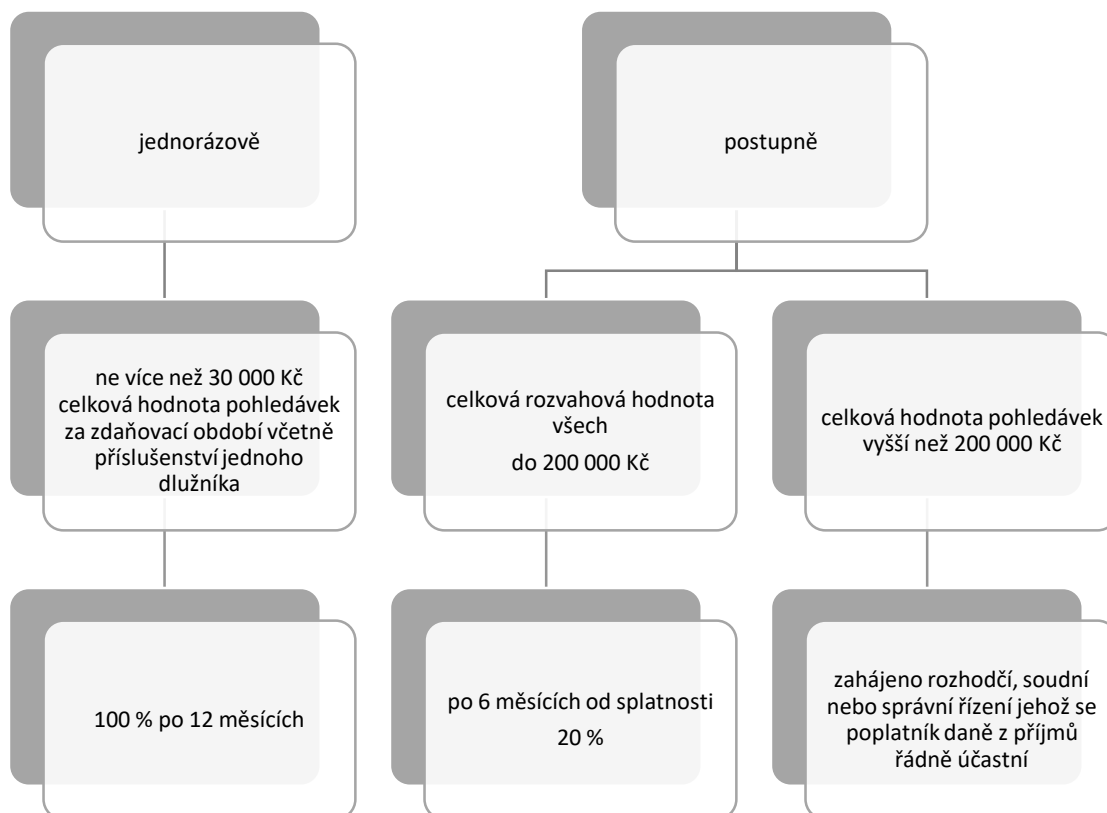 jednorázově
postupně
ne více než 30 000 Kč
celková hodnota pohledávek
za zdaňovací období včetně
příslušenství jednoho
dlužníka
celková rozvahová hodnota
všech
do 200 000 Kč
celková hodnota pohledávek
vyšší než 200 000 Kč
100 % po 12 měsících
po 6 měsících od splatnosti
20 %
zahájeno rozhodčí, soudní
nebo správní řízení jehož se
poplatník daně z příjmů
řádně účastní